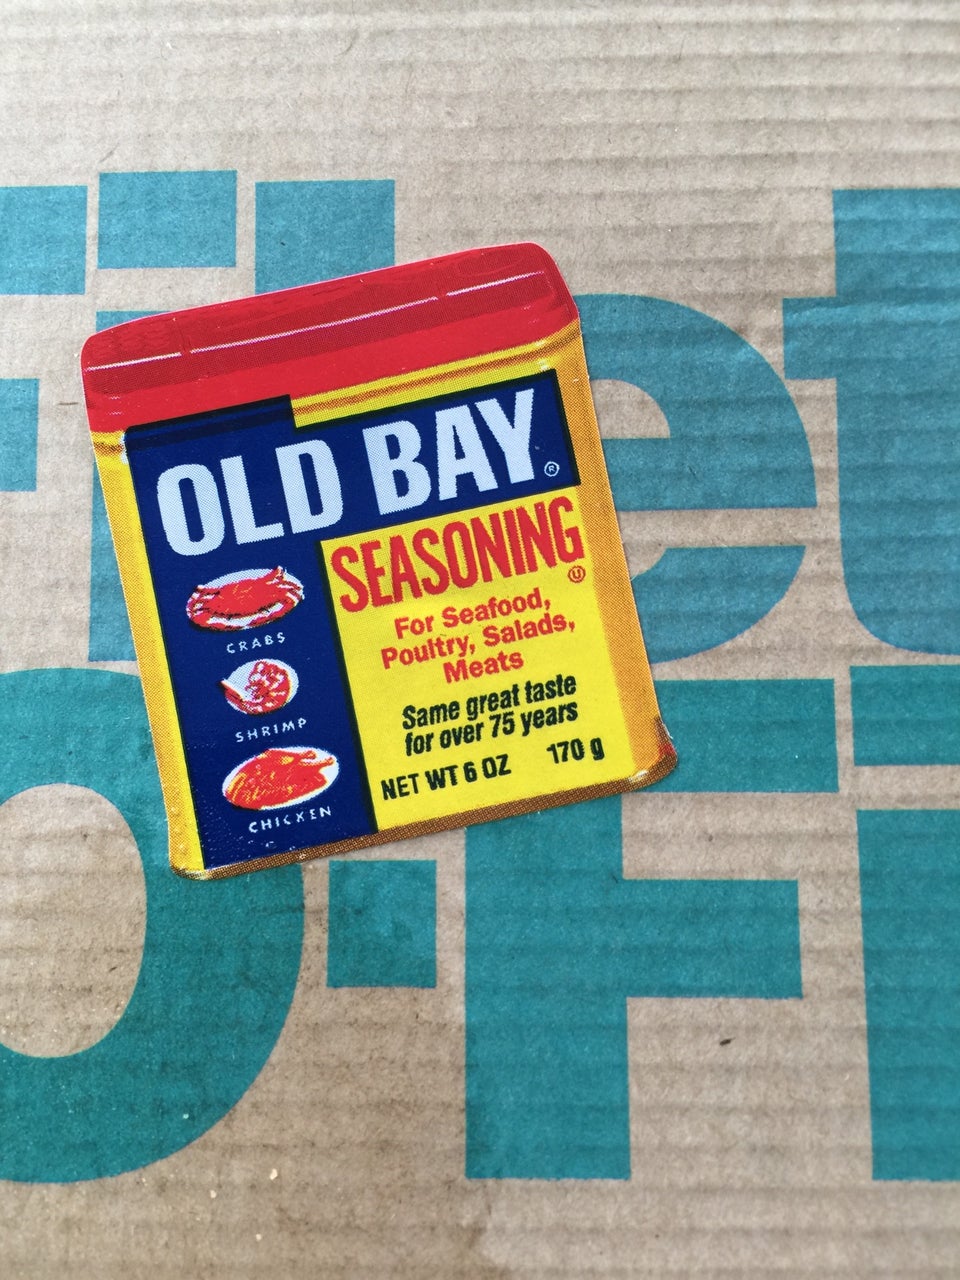 OLD BAY®
SEASONING
Ⓤ
For Seafood,
Poultry, Salads,
Meats
Same great taste
for over 75 years
NET WT 6 OZ 170 g
CRABS
SHRIMP
CHICKEN